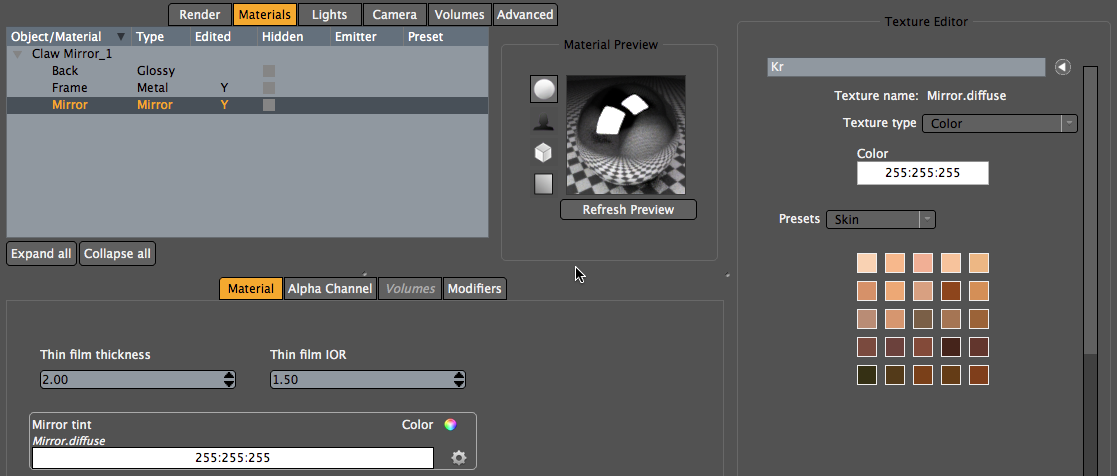 Render Materials Lights Camera Volumes Advanced
Object/Material Type Edited Hidden Emitter Preset
Claw Mirror_1
Back Glossy
Frame Metal Y
Mirror Mirror Y
Expand all Collapse all
Material Preview
Refresh Preview
Material Alpha Channel Volumes Modifiers
Thin film thickness Thin film IOR
2.00 1.50
Mirror tint Color
Mirror.diffuse
255:255:255
Texture Editor
Kr
Texture name: Mirror.diffuse
Texture type Color
Color
255:255:255
Presets Skin